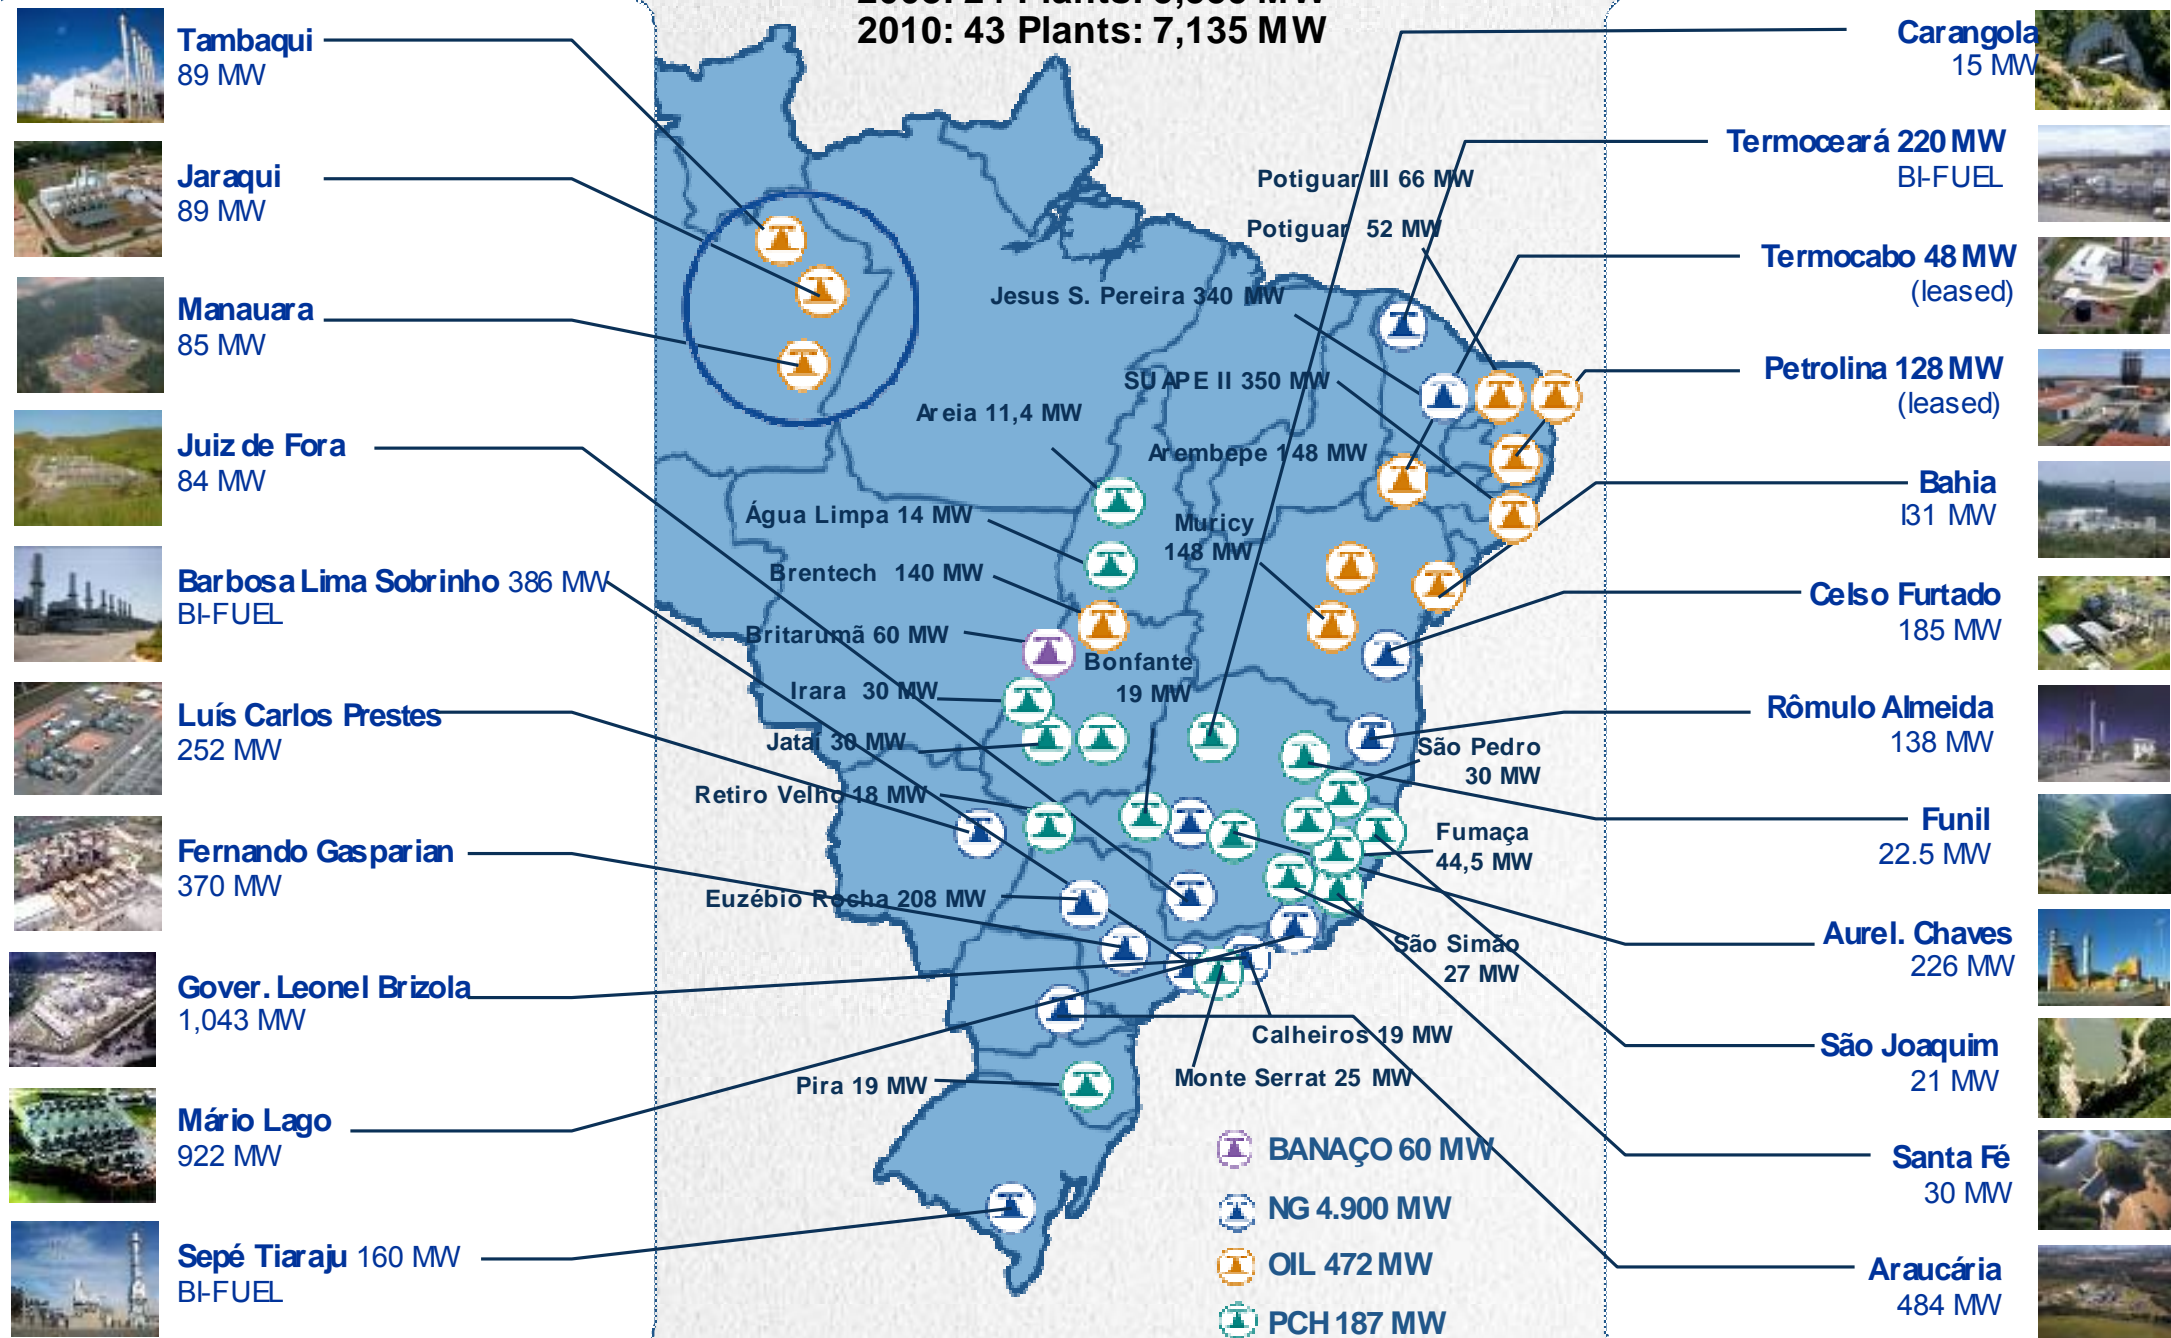 2010: 43 Plants: 7,135 MW
Tambaqui
89 MW
Jaraqui
89 MW
Manauara
85 MW
Juiz de Fora
84 MW
Barbosa Lima Sobrinho 386 MW
BI-FUEL
Luís Carlos Prestes
252 MW
Fernando Gasparian
370 MW
Gover. Leonel Brizola
1,043 MW
Mário Lago
922 MW
Sepé Tiaraju 160 MW
BI-FUEL
Potiguar III 66 MW
Potiguar 52 MW
Jesus S. Pereira 340 MW
SUAPE II 350 MW
Areia 11,4 MW
Arembepe 148 MW
Água Limpa 14 MW
Muricy
148 MW
Brentech 140 MW
Britarumã 60 MW
Bonfante
19 MW
Irara 30 MW
Jataí 30 MW
São Pedro
30 MW
Retiro Velho 18 MW
Fumaça
44,5 MW
Euzébio Rocha 208 MW
São Simão
27 MW
Calheiros 19 MW
Monte Serrat 25 MW
Pira 19 MW
BANAÇO 60 MW
NG 4.900 MW
OIL 472 MW
PCH 187 MW
Carangola
15 MW
Termoceará 220 MW
BI-FUEL
Termocabo 48 MW
(leased)
Petrolina 128 MW
(leased)
Bahia
I31 MW
Celso Furtado
185 MW
Rômulo Almeida
138 MW
Funil
22.5 MW
Aurel. Chaves
226 MW
São Joaquim
21 MW
Santa Fé
30 MW
Araucária
484 MW